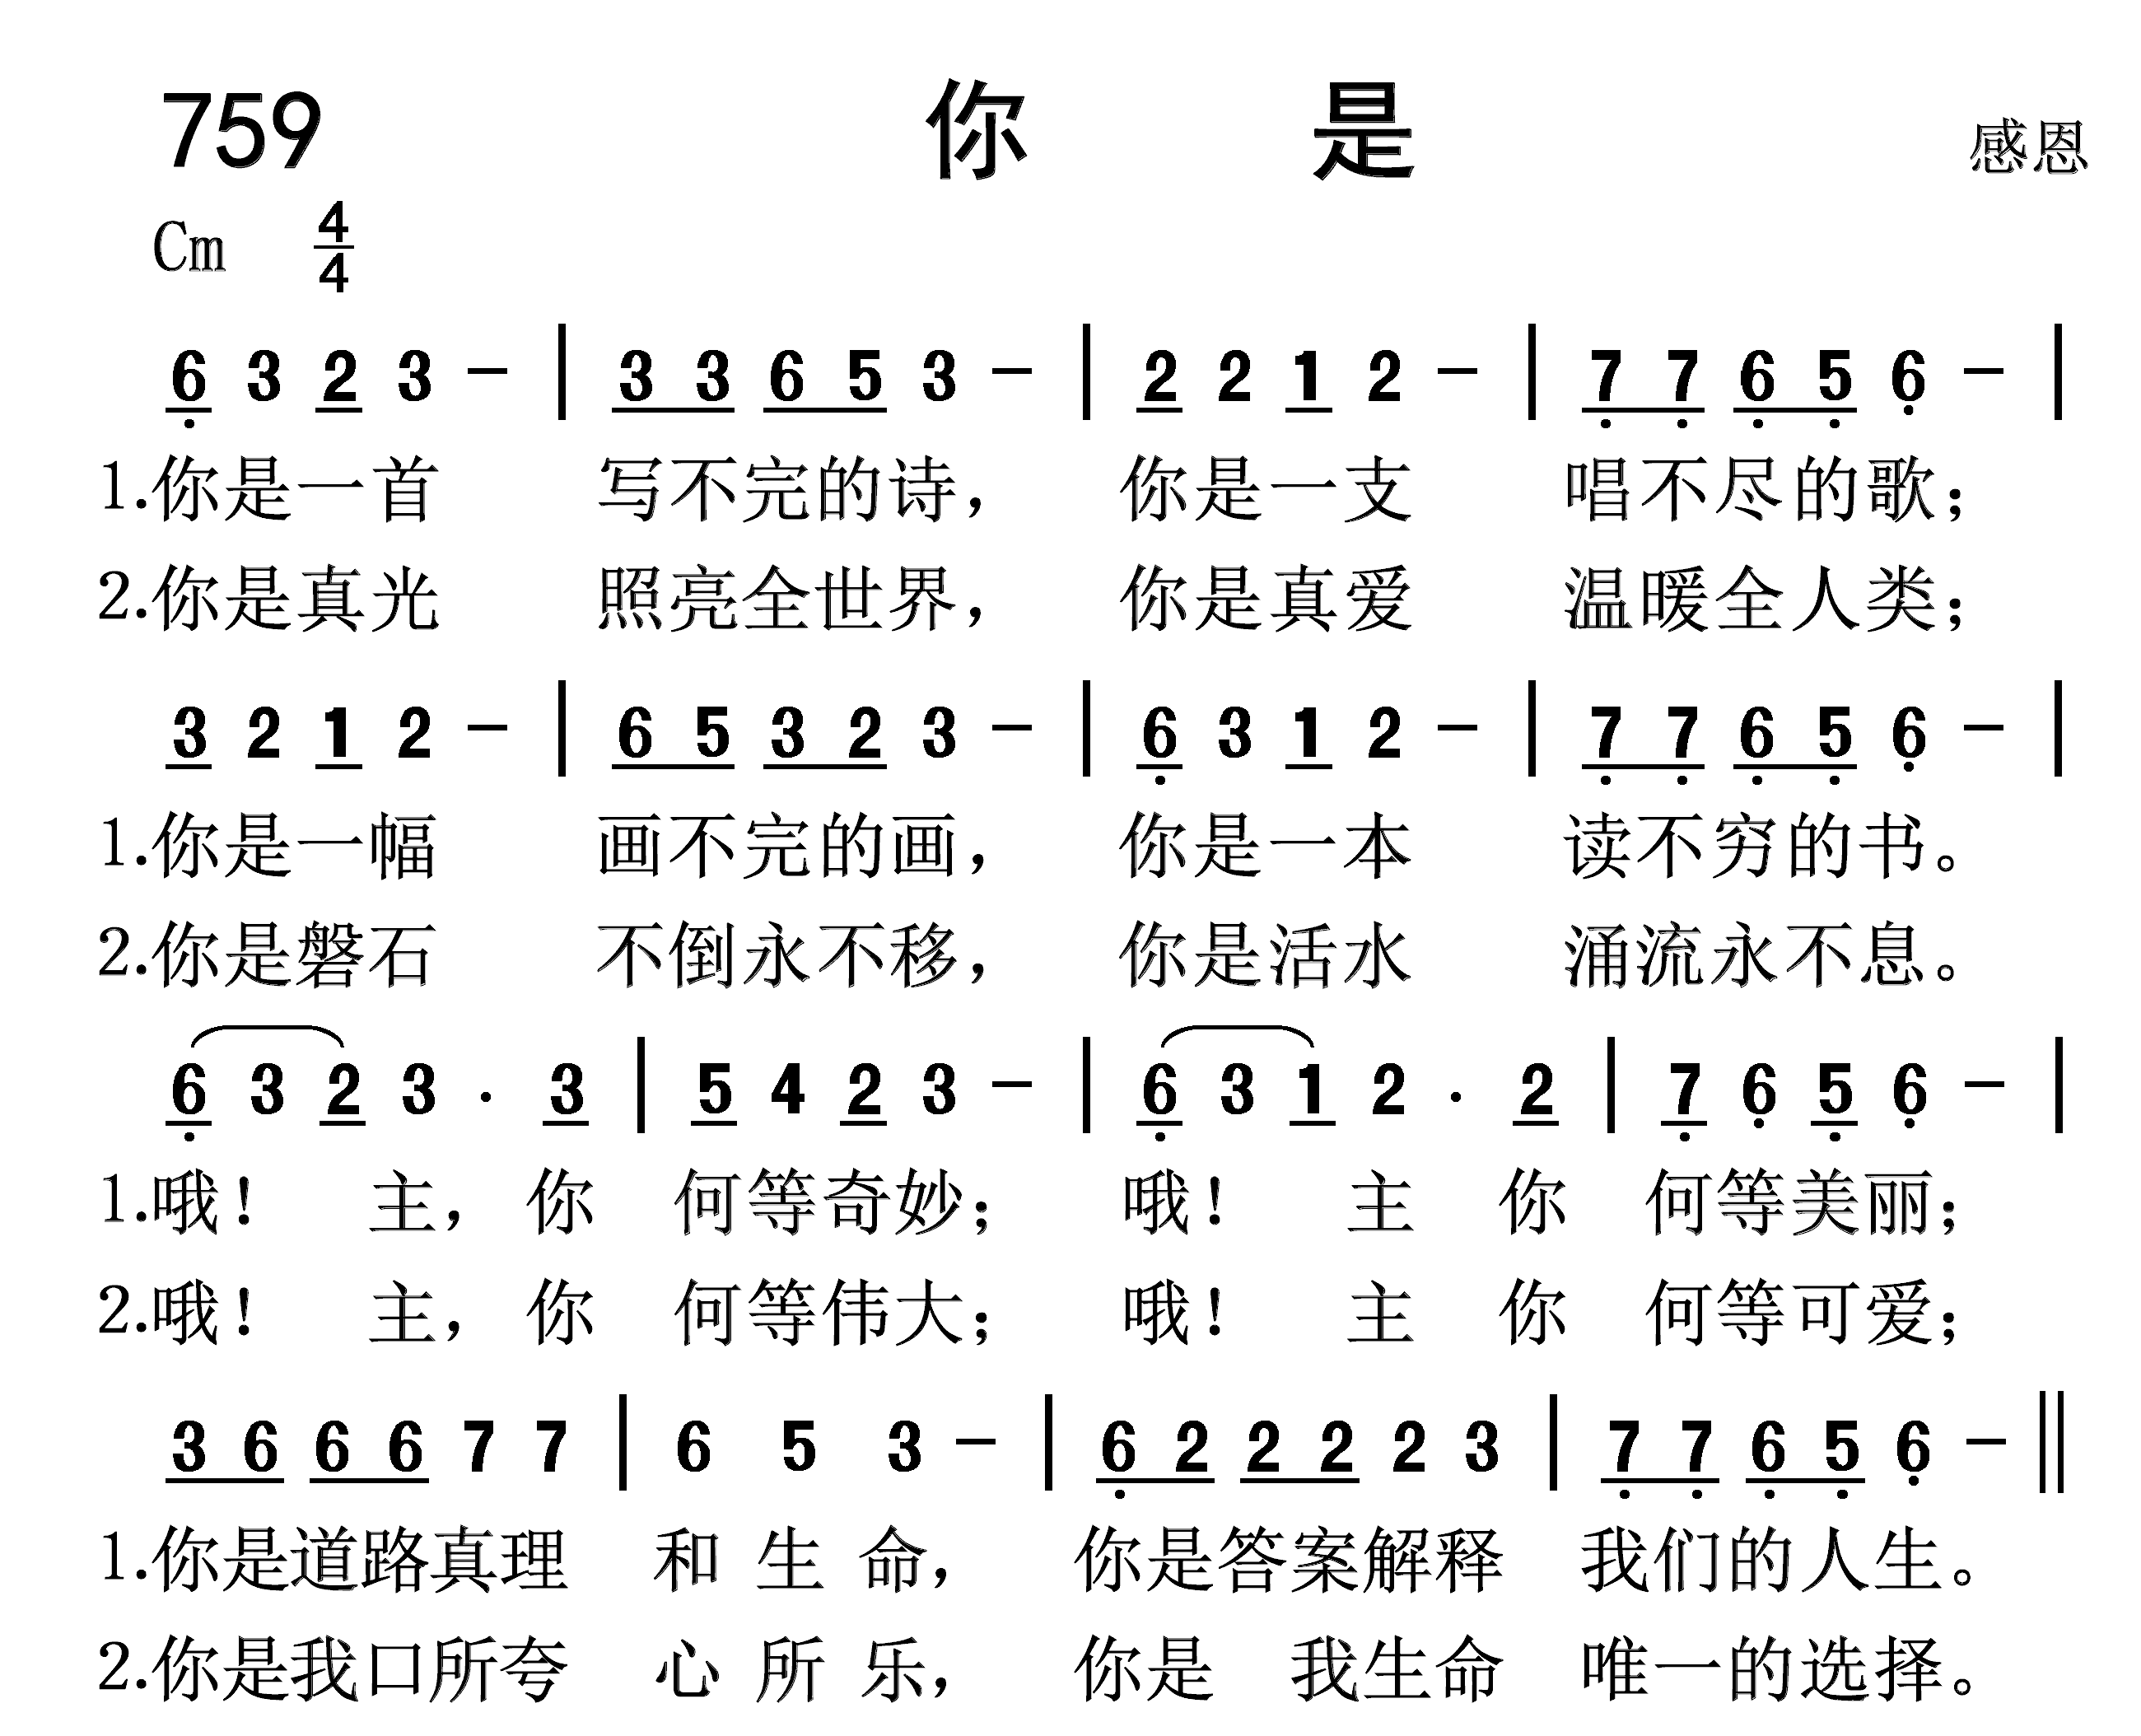 759 你 是 感恩
Cm 4/4
6 3 2 3 - | 3 3 6 5 3 - | 2 2 1 2 - | 7 7 6 5 6 - |
1.你是一首 写不完的诗， 你是一支 唱不尽的歌；
2.你是真光 照亮全世界， 你是真爱 温暖全人类；
3 2 1 2 - | 6 5 3 2 3 - | 6 3 1 2 - | 7 7 6 5 6 - |
1.你是一幅 画不完的画， 你是一本 读不穷的书。
2.你是磐石 不倒永不移， 你是活水 涌流永不息。
6 3 2 3 · 3 | 5 4 2 3 - | 6 3 1 2 · 2 | 7 6 5 6 - |
1.哦！ 主，你 何等奇妙； 哦！ 主 你 何等美丽；
2.哦！ 主，你 何等伟大； 哦！ 主 你 何等可爱；
3 6 6 6 7 7 | 6 5 3 - | 6 2 2 2 2 3 | 7 7 6 5 6 - ‖
1.你是道路真理 和 生 命， 你是答案解释 我们的人生。
2.你是我口所夸 心 所 乐， 你是 我生命 唯一的选择。